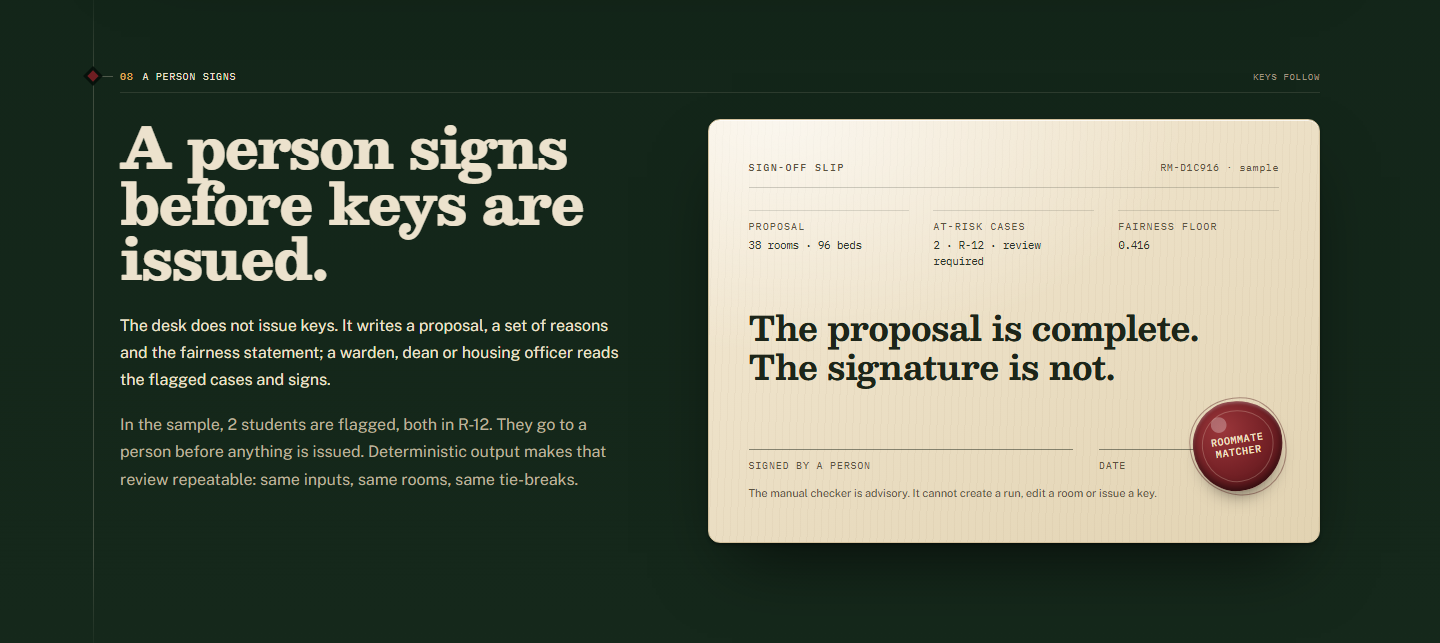 08 A PERSON SIGNS
KEYS FOLLOW
A person signs
before keys are
issued.
The desk does not issue keys. It writes a proposal, a set of reasons
and the fairness statement; a warden, dean or housing officer reads
the flagged cases and signs.
In the sample, 2 students are flagged, both in R-12. They go to a
person before anything is issued. Deterministic output makes that
review repeatable: same inputs, same rooms, same tie-breaks.
SIGN-OFF SLIP
RM-D1C916 · sample
PROPOSAL
38 rooms · 96 beds
AT-RISK CASES
2 · R-12 · review
required
FAIRNESS FLOOR
0.416
The proposal is complete.
The signature is not.
SIGNED BY A PERSON
DATE
ROOMMATE
MATCHER
The manual checker is advisory. It cannot create a run, edit a room or issue a key.